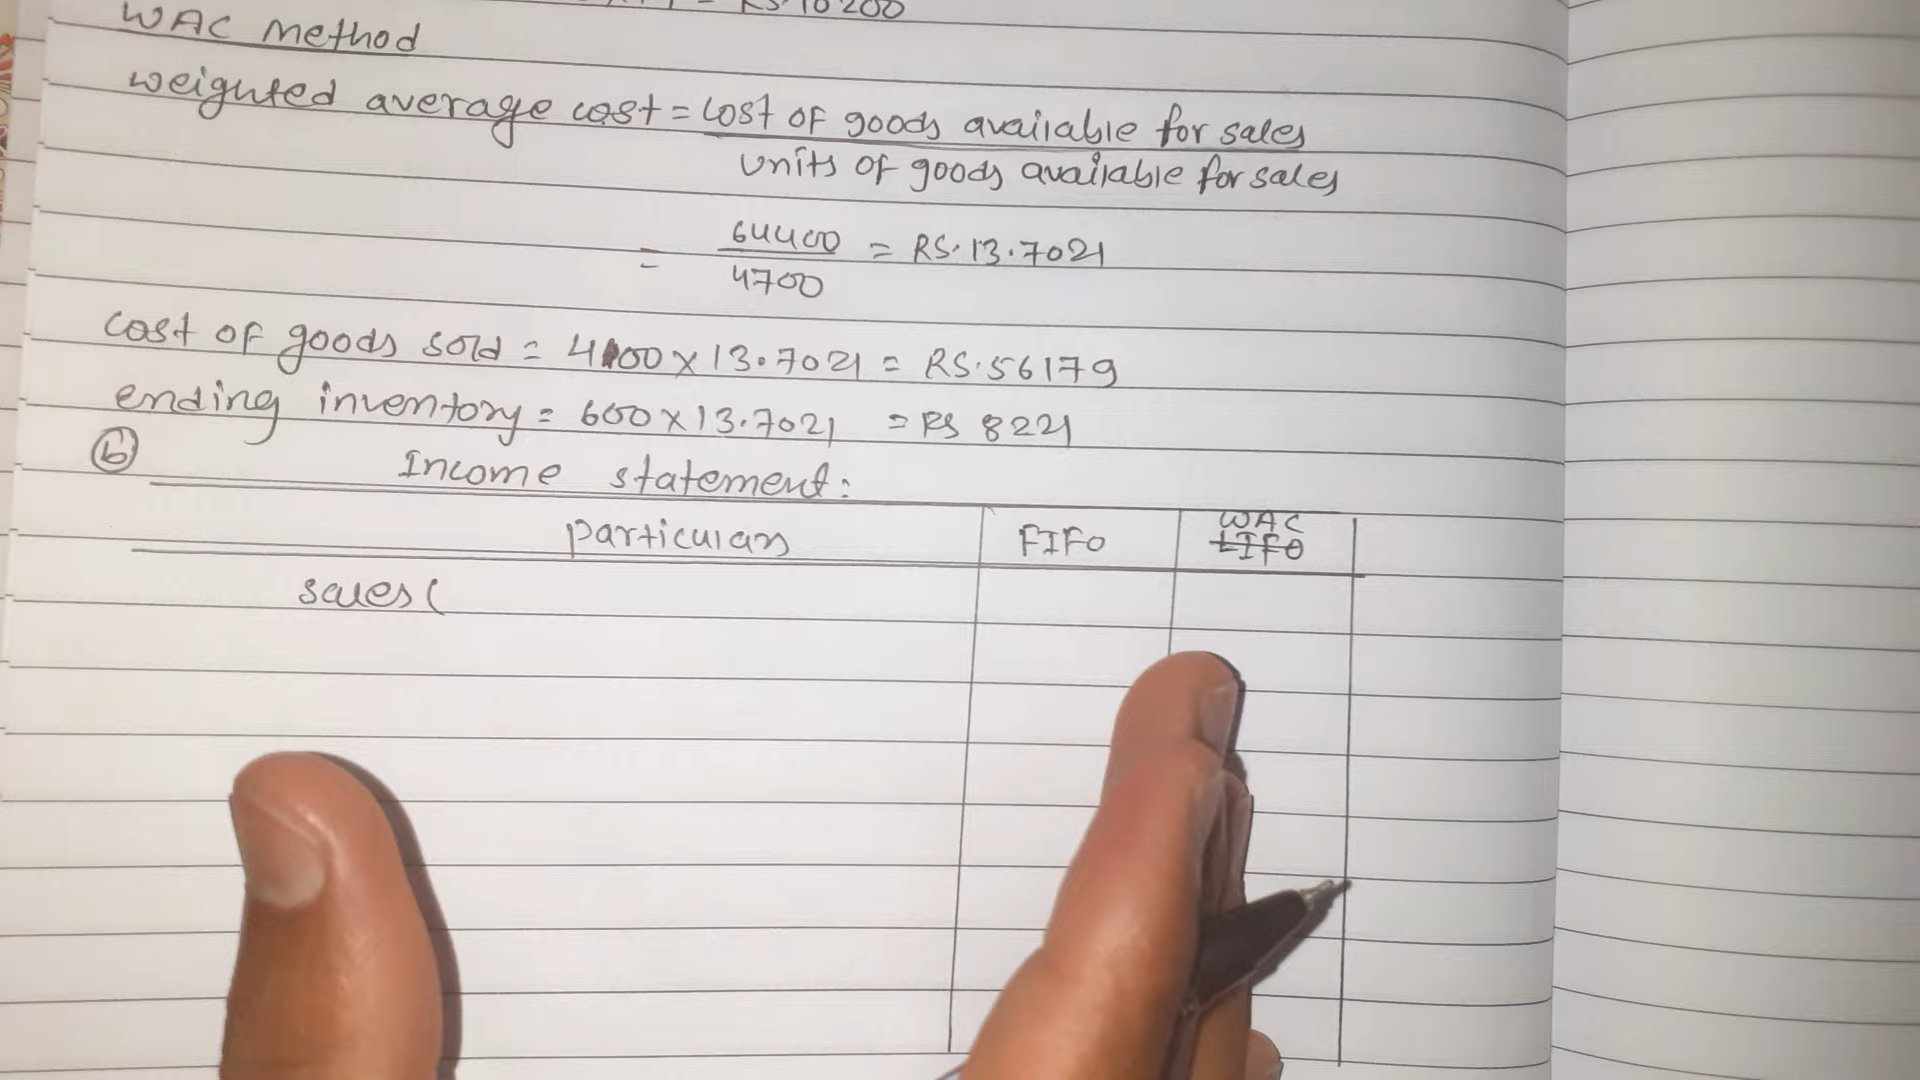 = RS.10200
WAC Method
weighted average cost = cost of goods available for sales
units of goods available for sales
= 64400 = RS. 13.7021
4700
cost of goods sold = 4100 x 13.7021 = RS.56179
ending inventory = 600 x 13.7021 = RS 8221
(b) Income statement:
particulars FIFO WAC
LIFO
sales (